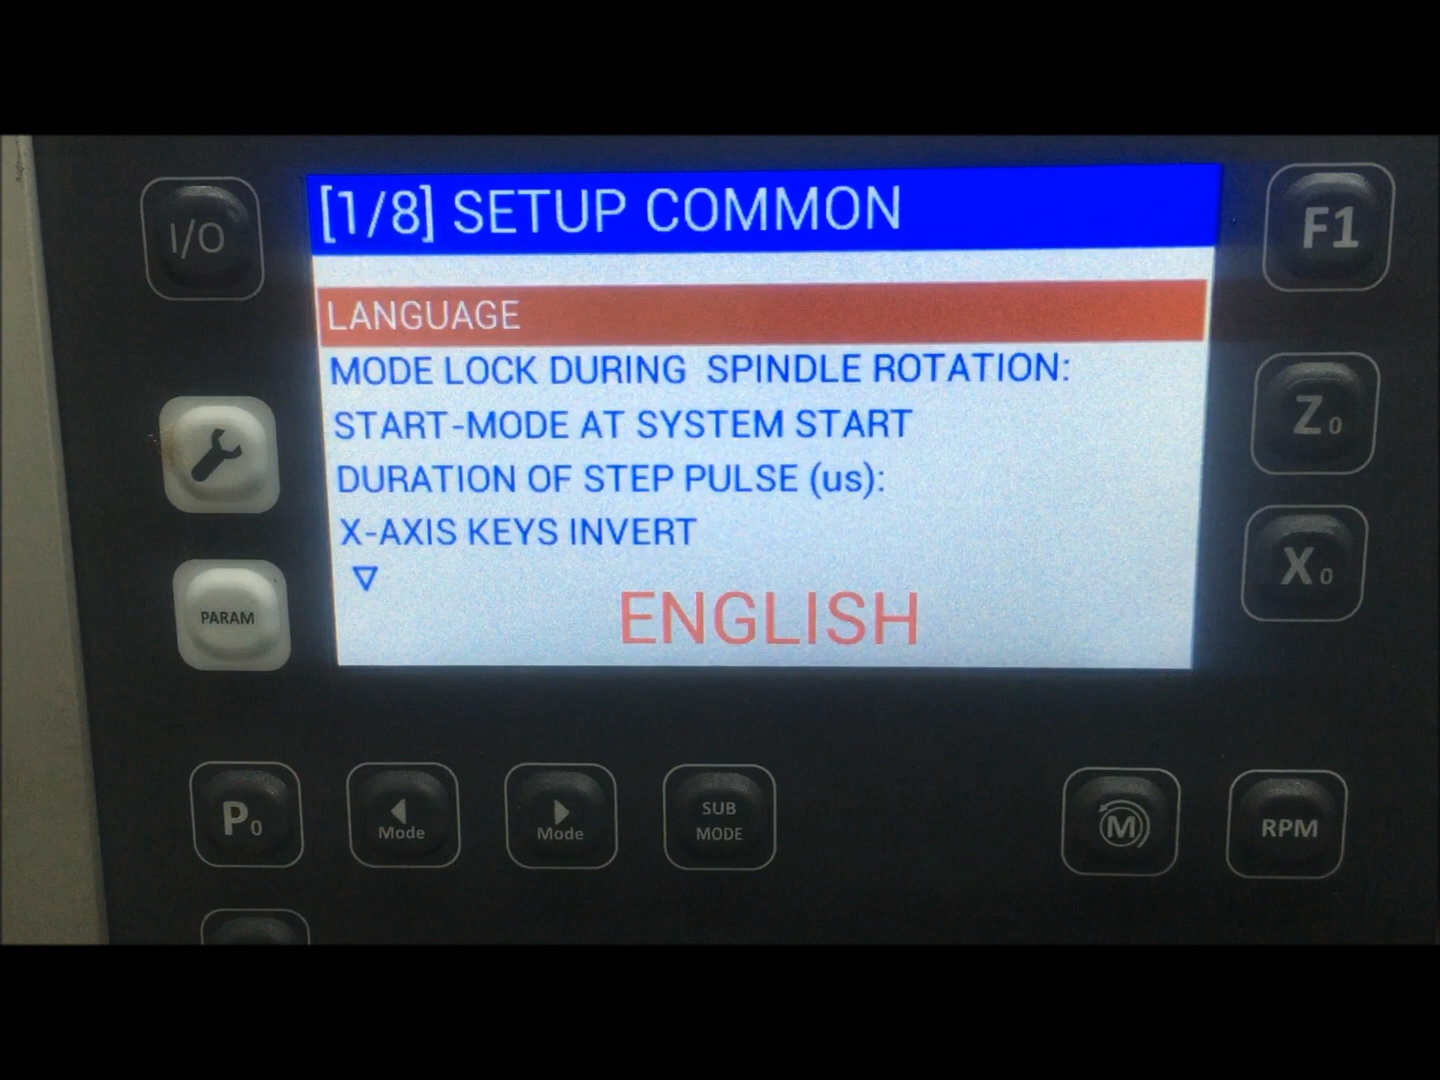 [1/8] SETUP COMMON
LANGUAGE
MODE LOCK DURING SPINDLE ROTATION:
START-MODE AT SYSTEM START
DURATION OF STEP PULSE (us):
X-AXIS KEYS INVERT
ENGLISH
I/O
PARAM
F1
Z0
X0
P0
Mode
Mode
SUB
MODE
M
RPM